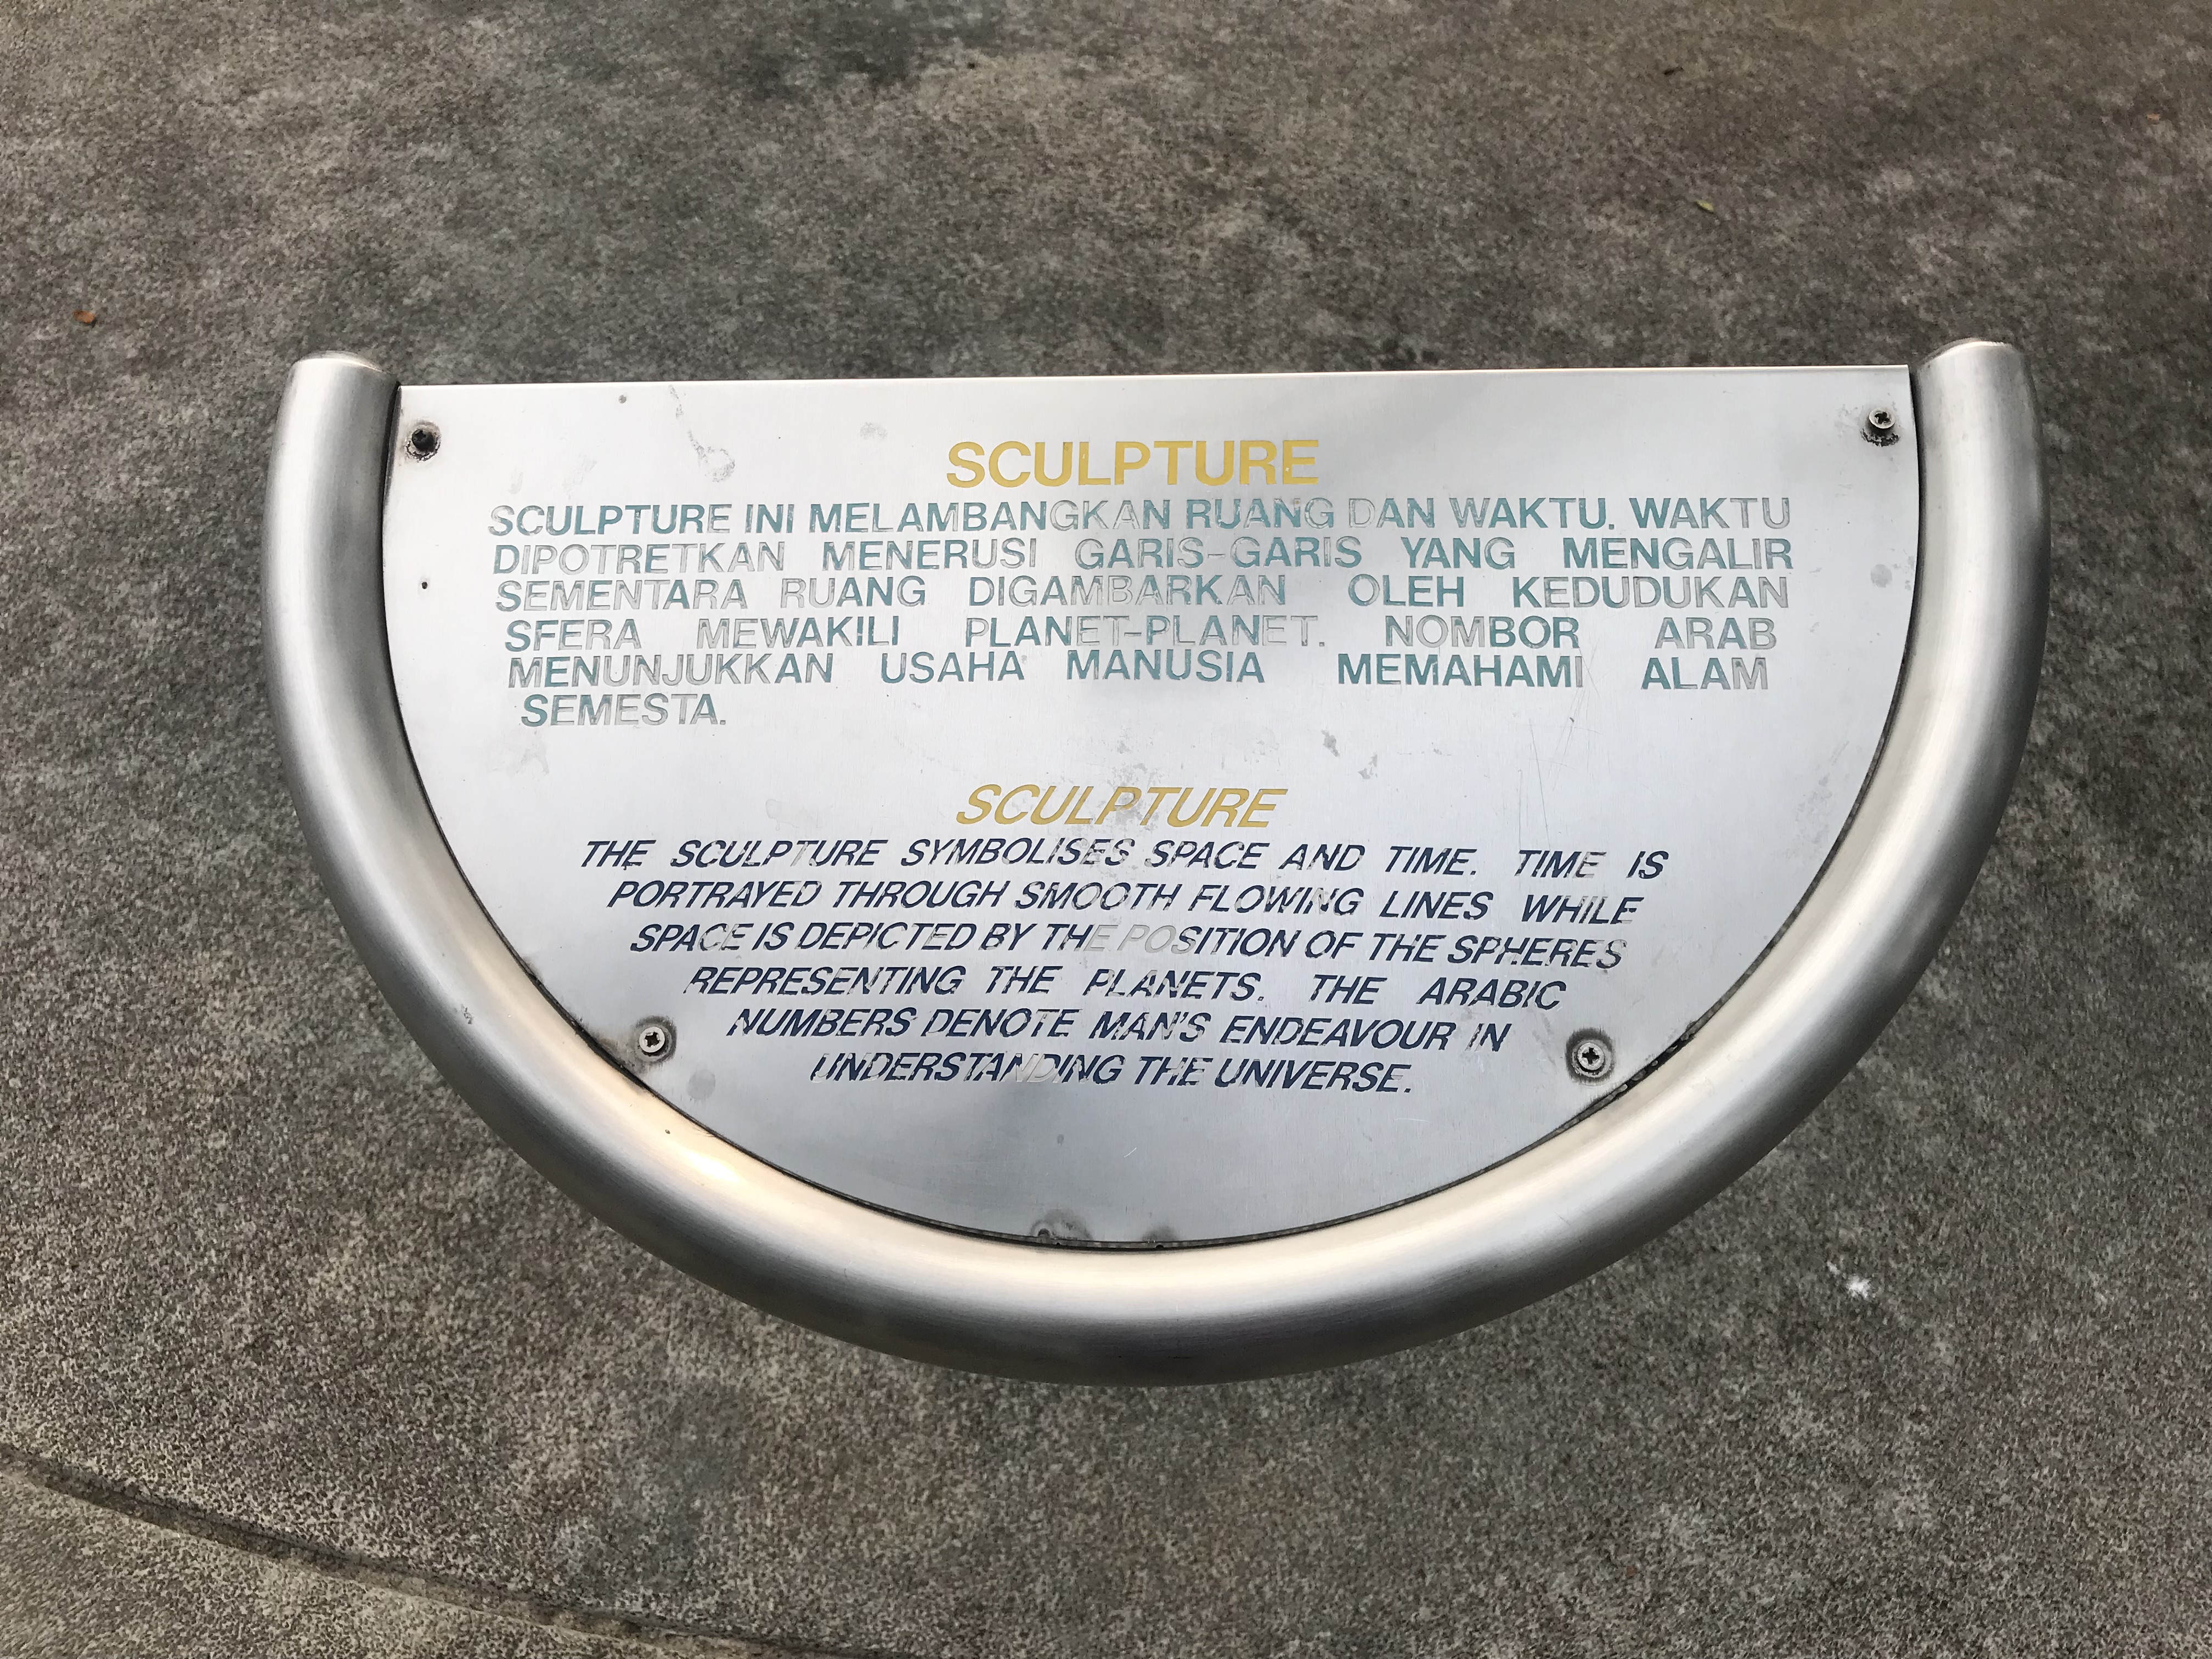 SCULPTURE
SCULPTURE INI MELAMBANGKAN RUANG DAN WAKTU. WAKTU
DIPOTRETKAN MENERUSI GARIS-GARIS YANG MENGALIR
SEMENTARA RUANG DIGAMBARKAN OLEH KEDUDUKAN
SFERA MEWAKILI PLANET-PLANET. NOMBOR ARAB
MENUNJUKKAN USAHA MANUSIA MEMAHAMI ALAM
SEMESTA.
SCULPTURE
THE SCULPTURE SYMBOLISES SPACE AND TIME. TIME IS
PORTRAYED THROUGH SMOOTH FLOWING LINES WHILE
SPACE IS DEPICTED BY THE POSITION OF THE SPHERES
REPRESENTING THE PLANETS. THE ARABIC
NUMBERS DENOTE MAN'S ENDEAVOUR IN
UNDERSTANDING THE UNIVERSE.